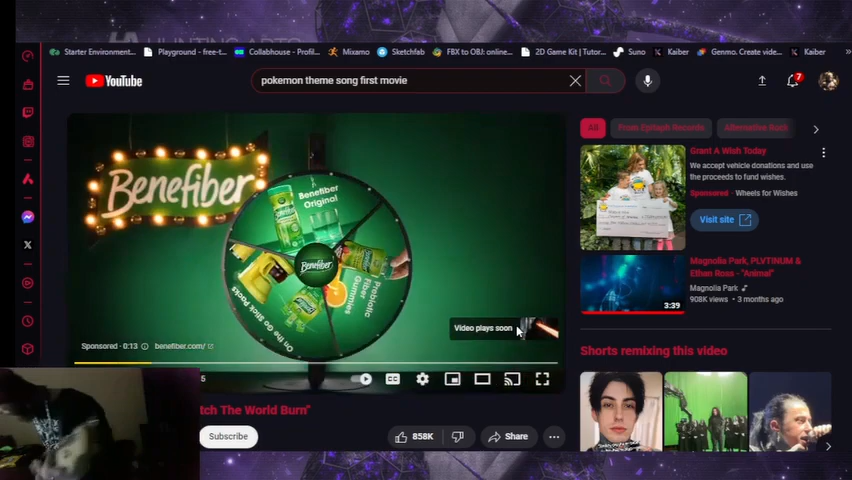 Starter Environment...
Playground - free-t...
Collabhouse - Profil...
Mixamo
Sketchfab
FBX to OBJ: online...
2D Game Kit | Tutor...
Suno
Kaiber
Genmo. Create vide...
Kaiber
YouTube
pokemon theme song first movie
7
Benefiber
Benefiber Original!
Benefiber
Prebiotic Fiber Gummies
On the Go Stick Packs
Video plays soon
Sponsored · 0:13
benefiber.com/
5
tch The World Burn"
Subscribe
858K
Share
All
From Epitaph Records
Alternative Rock
Grant A Wish Today
We accept vehicle donations and use
the proceeds to fund wishes.
Sponsored · Wheels for Wishes
Visit site
Magnolia Park, PLVTINUM &
Ethan Ross - "Animal"
Magnolia Park
908K views · 3 months ago
3:39
Shorts remixing this video